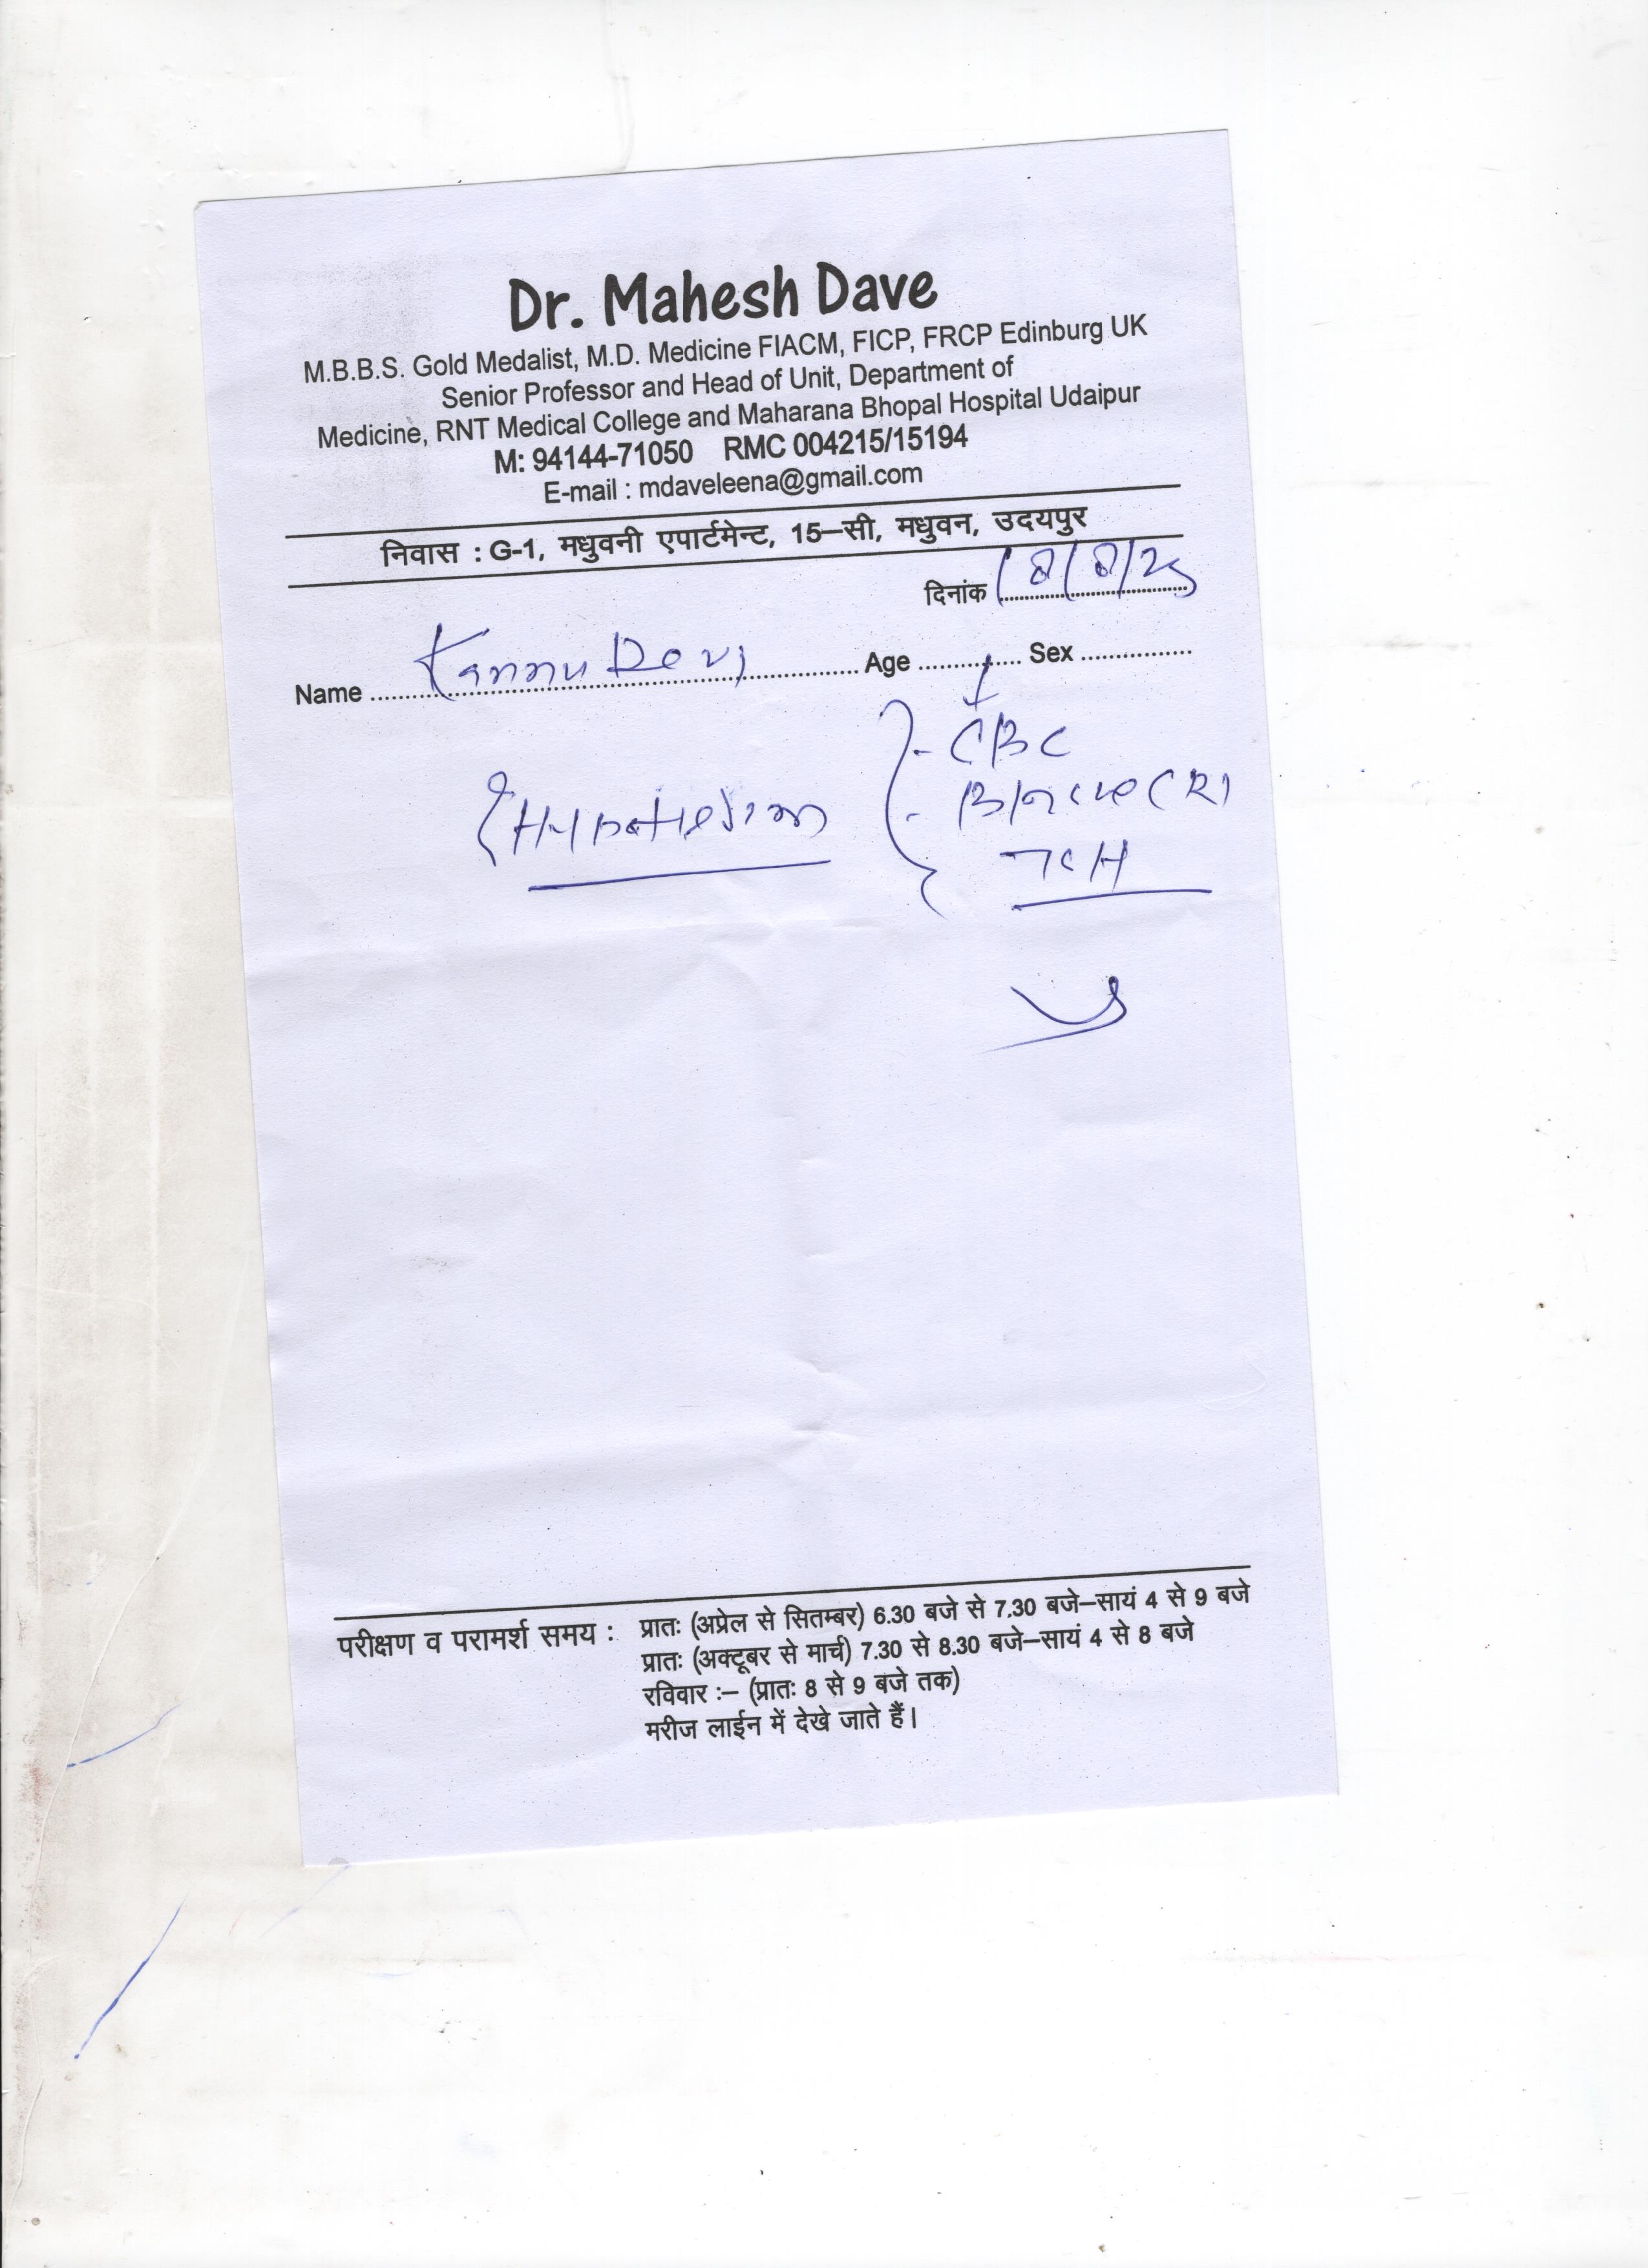 Dr. Mahesh Dave
M.B.B.S. Gold Medalist, M.D. Medicine FIACM, FICP, FRCP Edinburg UK
Senior Professor and Head of Unit, Department of
Medicine, RNT Medical College and Maharana Bhopal Hospital Udaipur
M: 94144-71050 RMC 004215/15194
E-mail : mdaveleena@gmail.com
निवास : G-1, मधुवनी एपार्टमेन्ट, 15–सी, मधुवन, उदयपुर
दिनांक
Name Kannu Devi Age Sex
CBC
परीक्षण व परामर्श समय : प्रातः (अप्रेल से सितम्बर) 6.30 बजे से 7.30 बजे–सायं 4 से 9 बजे
प्रातः (अक्टूबर से मार्च) 7.30 से 8.30 बजे–सायं 4 से 8 बजे
रविवार :– (प्रातः 8 से 9 बजे तक)
मरीज लाईन में देखे जाते हैं।